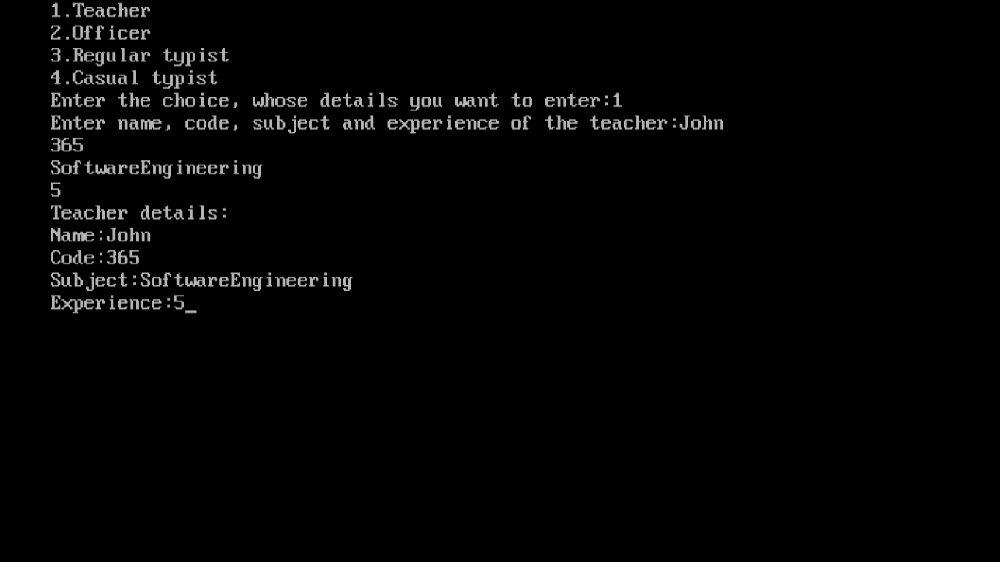 1.Teacher
2.Officer
3.Regular typist
4.Casual typist
Enter the choice, whose details you want to enter:1
Enter name, code, subject and experience of the teacher:John
365
SoftwareEngineering
5
Teacher details:
Name:John
Code:365
Subject:SoftwareEngineering
Experience:5_